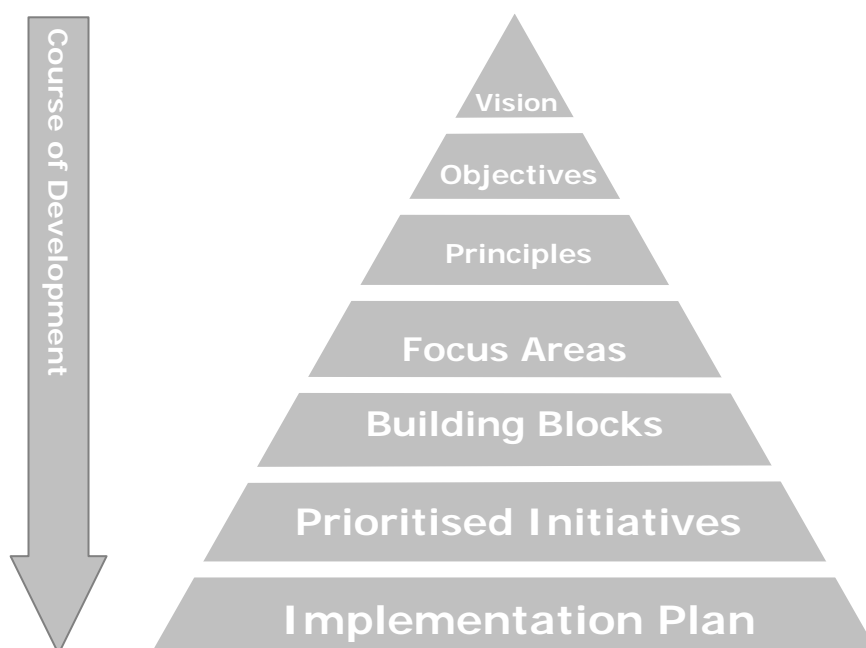 Course of Development
Vision
Objectives
Principles
Focus Areas
Building Blocks
Prioritised Initiatives
Implementation Plan